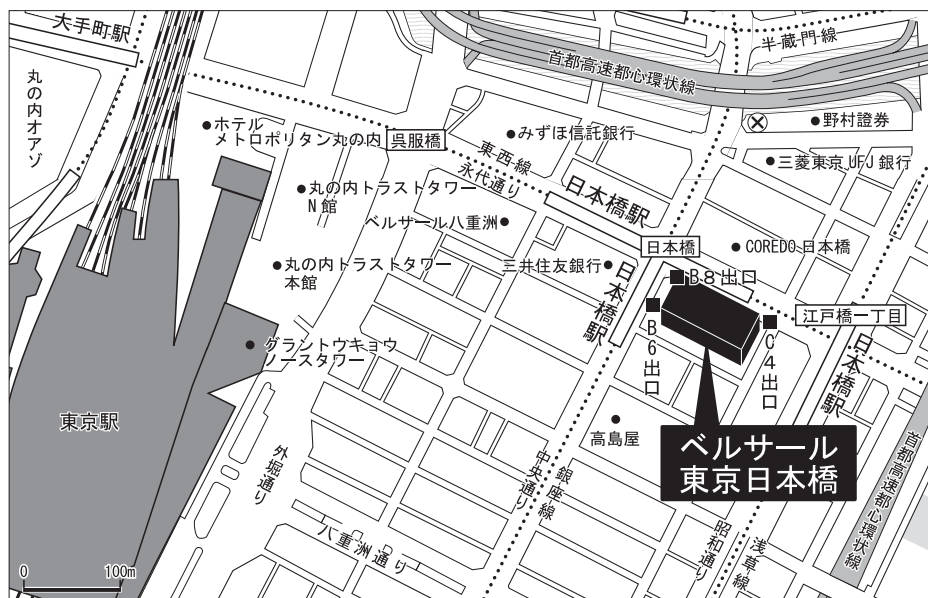 大手町駅
丸の内オアゾ
半蔵門線
首都高速都心環状線
ホテル
メトロポリタン丸の内
呉服橋
みずほ信託銀行
野村證券
三菱東京UFJ銀行
東西線
永代通り
日本橋駅
丸の内トラストタワー
N館
ベルサール八重洲
日本橋
COREDO日本橋
丸の内トラストタワー
本館
三井住友銀行
日本橋駅
B8出口
B6出口
C4出口
江戸橋一丁目
日本橋駅
グラントウキョウ
ノースタワー
東京駅
高島屋
ベルサール
東京日本橋
外堀通り
中央通り
銀座線
八重洲通り
昭和通り
浅草線
首都高速都心環状線
0
100m